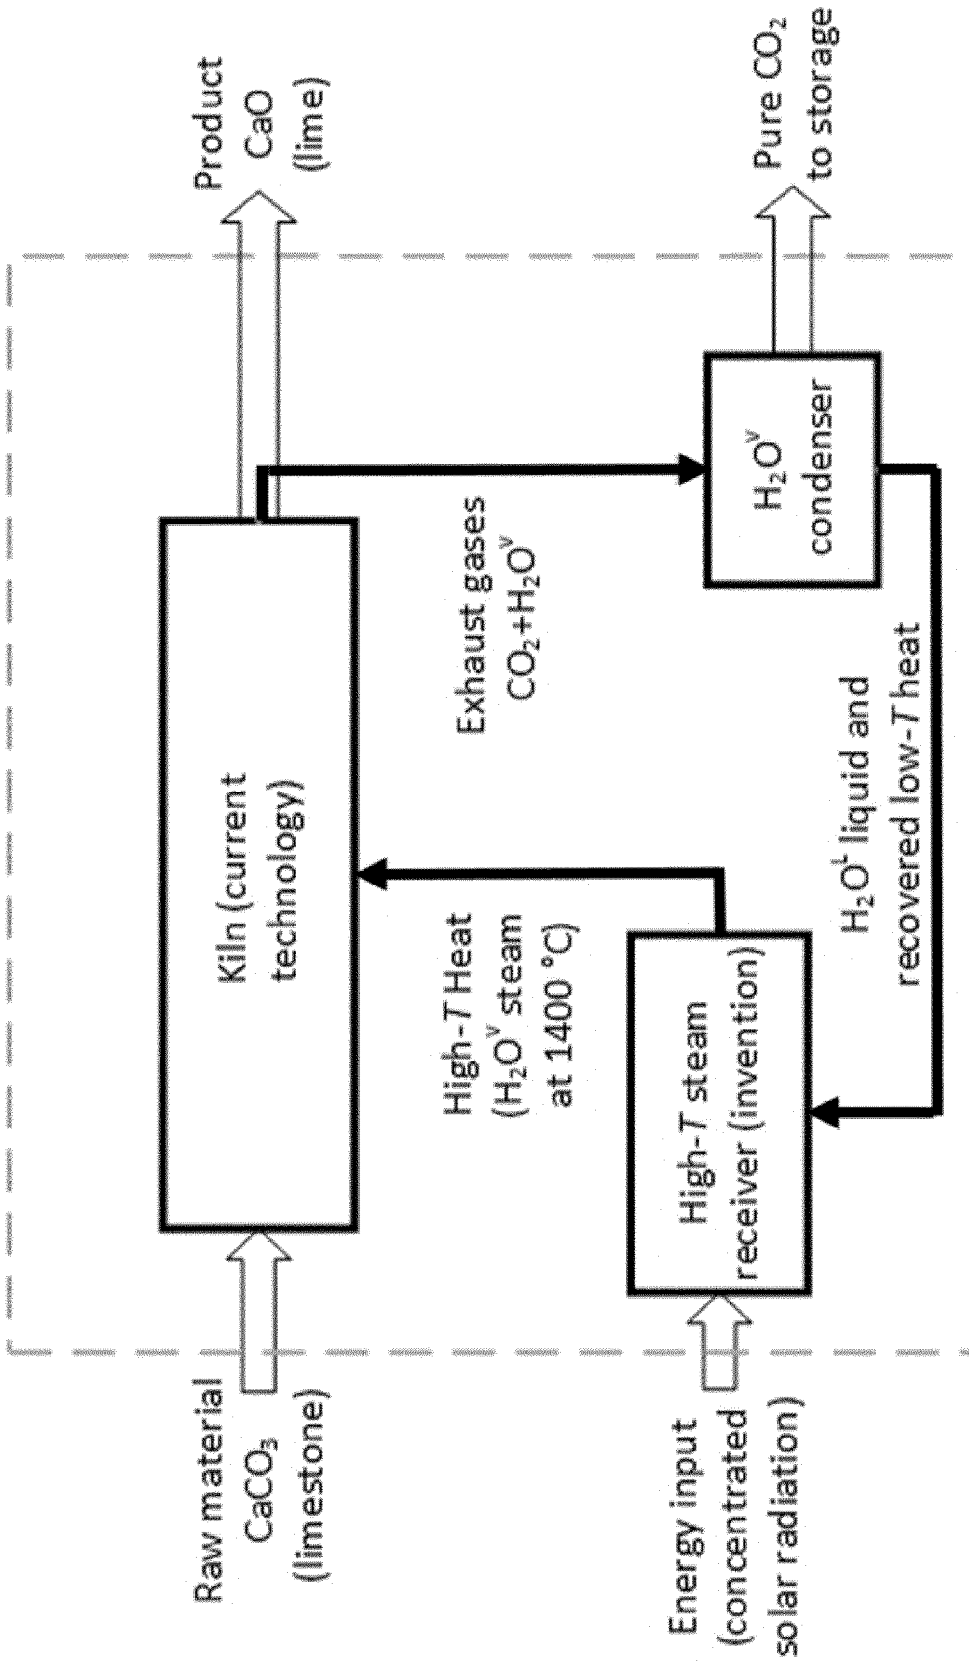 Raw material
CaCO₃
(limestone)
Kiln (current
technology)
Product
CaO
(lime)
High-T Heat
(H₂Oⱽ steam
at 1400 °C)
Exhaust gases
CO₂+H₂Oⱽ
Energy input
(concentrated
solar radiation)
High-T steam
receiver (invention)
H₂Oⱽ
condenser
Pure CO₂
to storage
H₂Oᴸ liquid and
recovered low-T heat